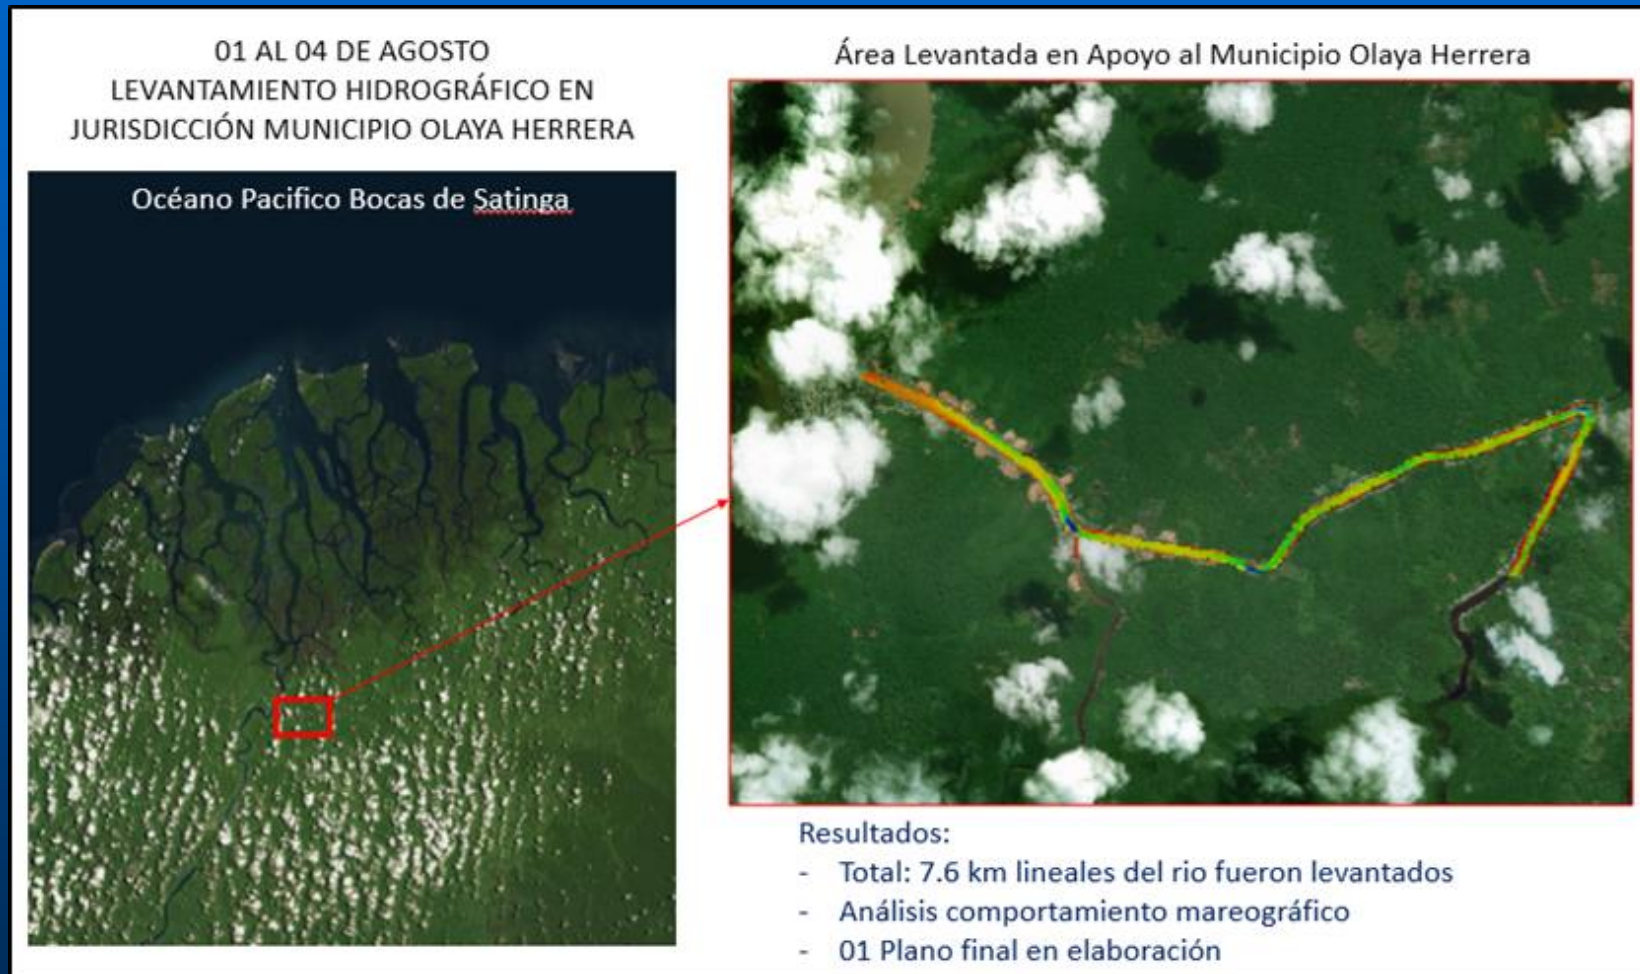 01 AL 04 DE AGOSTO
LEVANTAMIENTO HIDROGRÁFICO EN
JURISDICCIÓN MUNICIPIO OLAYA HERRERA
Océano Pacifico Bocas de Satinga
Área Levantada en Apoyo al Municipio Olaya Herrera
Resultados:
- Total: 7.6 km lineales del rio fueron levantados
- Análisis comportamiento mareográfico
- 01 Plano final en elaboración